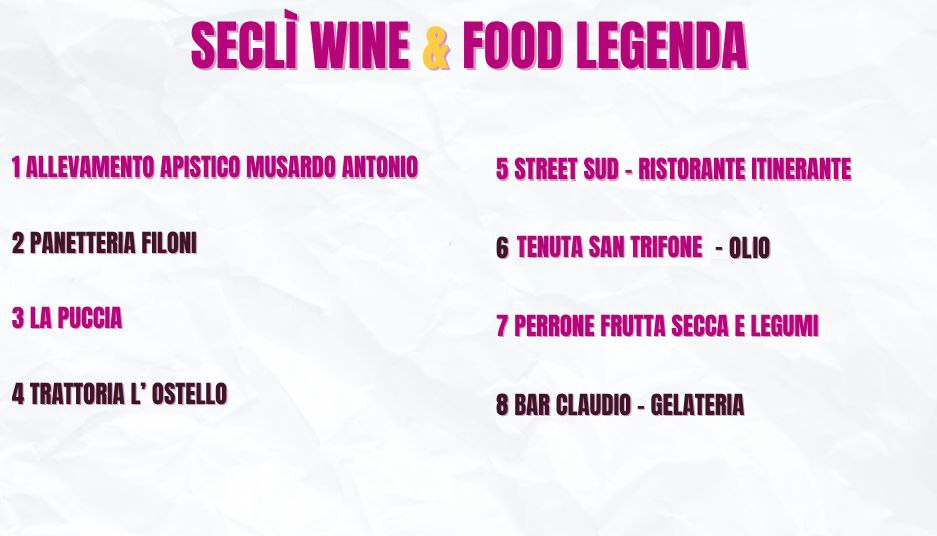 SECLÌ WINE & FOOD LEGENDA
1 ALLEVAMENTO APISTICO MUSARDO ANTONIO
2 PANETTERIA FILONI
3 LA PUCCIA
4 TRATTORIA L' OSTELLO
5 STREET SUD - RISTORANTE ITINERANTE
6 TENUTA SAN TRIFONE - OLIO
7 PERRONE FRUTTA SECCA E LEGUMI
8 BAR CLAUDIO - GELATERIA